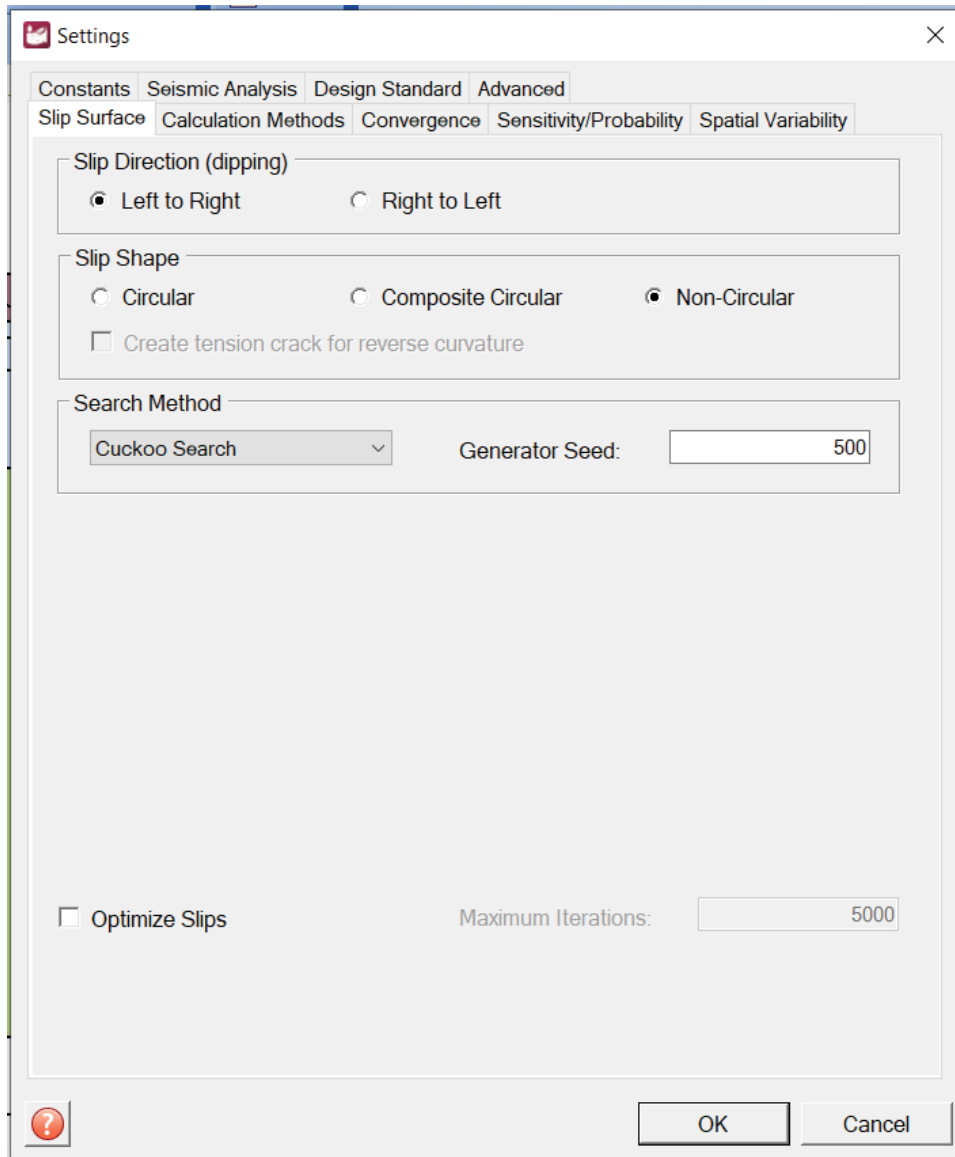 Settings
Constants Seismic Analysis Design Standard Advanced
Slip Surface Calculation Methods Convergence Sensitivity/Probability Spatial Variability
Slip Direction (dipping)
Left to Right Right to Left
Slip Shape
Circular Composite Circular Non-Circular
Create tension crack for reverse curvature
Search Method
Cuckoo Search Generator Seed: 500
Optimize Slips Maximum Iterations: 5000
? OK Cancel